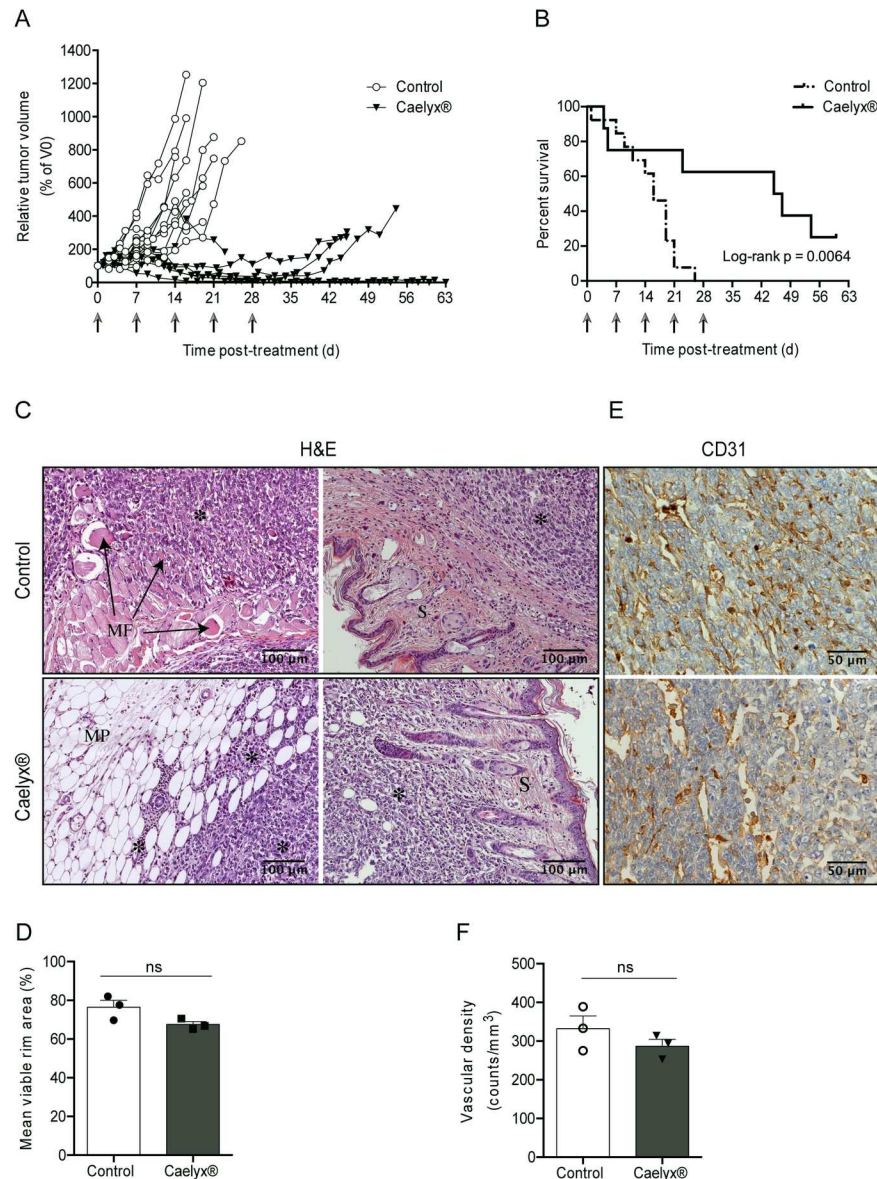 A
Relative tumor volume
(% of V0)
1400
1200
1000
800
600
400
200
0
0 7 14 21 28 35 42 49 56 63
Time post-treatment (d)
Control
Caelyx®
B
Percent survival
100
80
60
40
20
0
0 7 14 21 28 35 42 49 56 63
Time post-treatment (d)
Control
Caelyx®
Log-rank p = 0.0064
C
H&E
Control
*
MF
100 µm
*
S
100 µm
Caelyx®
MP
*
*
*
100 µm
*
S
100 µm
E
CD31
50 µm
50 µm
D
Mean viable rim area (%)
100
80
60
40
20
0
ns
Control Caelyx®
F
Vascular density
(counts/mm³)
500
400
300
200
100
0
ns
Control Caelyx®